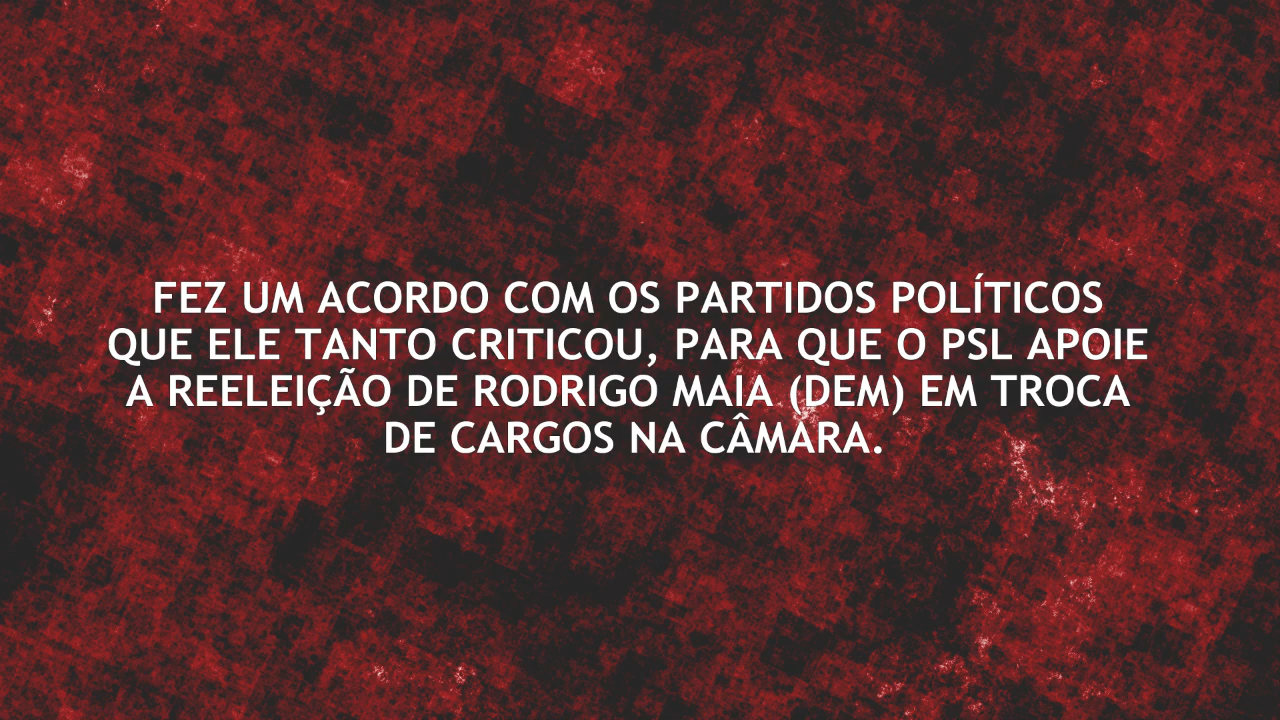 FEZ UM ACORDO COM OS PARTIDOS POLÍTICOS
QUE ELE TANTO CRITICOU, PARA QUE O PSL APOIE
A REELEIÇÃO DE RODRIGO MAIA (DEM) EM TROCA
DE CARGOS NA CÂMARA.